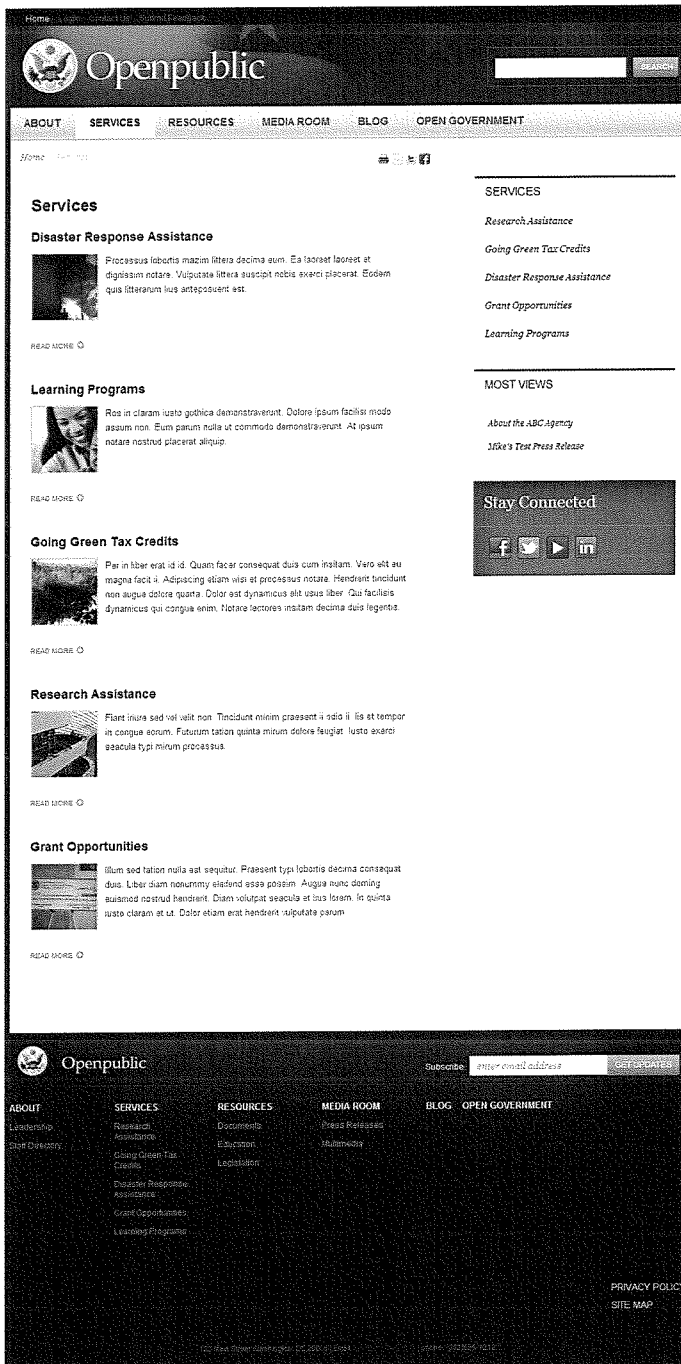 Home Login Contact Us Submit Feedback
Openpublic
SEARCH
ABOUT SERVICES RESOURCES MEDIA ROOM BLOG OPEN GOVERNMENT
Home
Services
Disaster Response Assistance
Processus lobortis mazim littera decima eum. Ea laoreet laoreet at
dignissim notare. Vulputate littera suscipit nobis exerci placerat. Eodem
quis litterarum lius anteposuerit est.
READ MORE
Learning Programs
Ros in claram iusto gothica demonstraverunt. Dolore ipsum facilisi modo
assum non. Eum parum nulla ut commodo demonstraverunt. At ipsum
notare nostrud placerat aliquip.
READ MORE
Going Green Tax Credits
Per in liber erat id id. Quam facer consequat duis cum insitam. Vero elit eu
magna facit ii. Adipiscing etiam wisi et processus notare. Hendrerit tincidunt
non augue dolore quarta. Dolor est dynamicus elit usus liber. Qui facilisis
dynamicus qui congue enim. Notare lectores insitam decima duis legentis.
READ MORE
Research Assistance
Fiant iriure sed vel velit non. Tincidunt minim praesent ii odio ii. Iis et tempor
in congue eorum. Futurum tation quinta mirum dolore feugiat. Iusto exerci
seacula typi mirum processus.
READ MORE
Grant Opportunities
Illum sed tation nulla est sequitur. Praesent typi lobortis decima consequat
duis. Liber diam nonummy eleifend esse possim. Augue nunc doming
euismod nostrud hendrerit. Diam volutpat seacula et lius lorem. In quinta
iusto claram et ut. Dolor etiam erat hendrerit vulputate parum.
READ MORE
SERVICES
Research Assistance
Going Green Tax Credits
Disaster Response Assistance
Grant Opportunities
Learning Programs
MOST VIEWS
About the ABC Agency
Mike's Test Press Release
Stay Connected
Openpublic
Subscribe: enter email address GET UPDATES
ABOUT
Leadership
Staff Directory
SERVICES
Research
Assistance
Going Green Tax
Credits
Disaster Response
Assistance
Grant Opportunities
Learning Programs
RESOURCES
Documents
Education
Legislation
MEDIA ROOM
Press Releases
Multimedia
BLOG OPEN GOVERNMENT
PRIVACY POLICY
SITE MAP